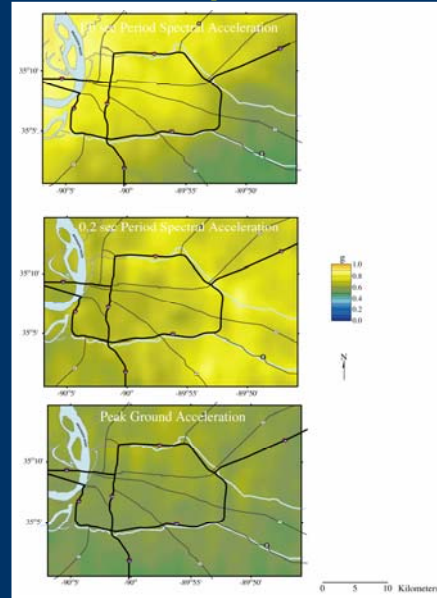 1.0 sec Period Spectral Acceleration
35°10'
35°5'
-90°5' -90° -89°55' -89°50'
0.2 sec Period Spectral Acceleration
35°10'
35°5'
-90°5' -90° -89°55' -89°50'
g
1.0
0.8
0.6
0.4
0.2
0.0
N
Peak Ground Acceleration
35°10'
35°5'
-90°5' -90° -89°55' -89°50'
0 5 10 Kilometers